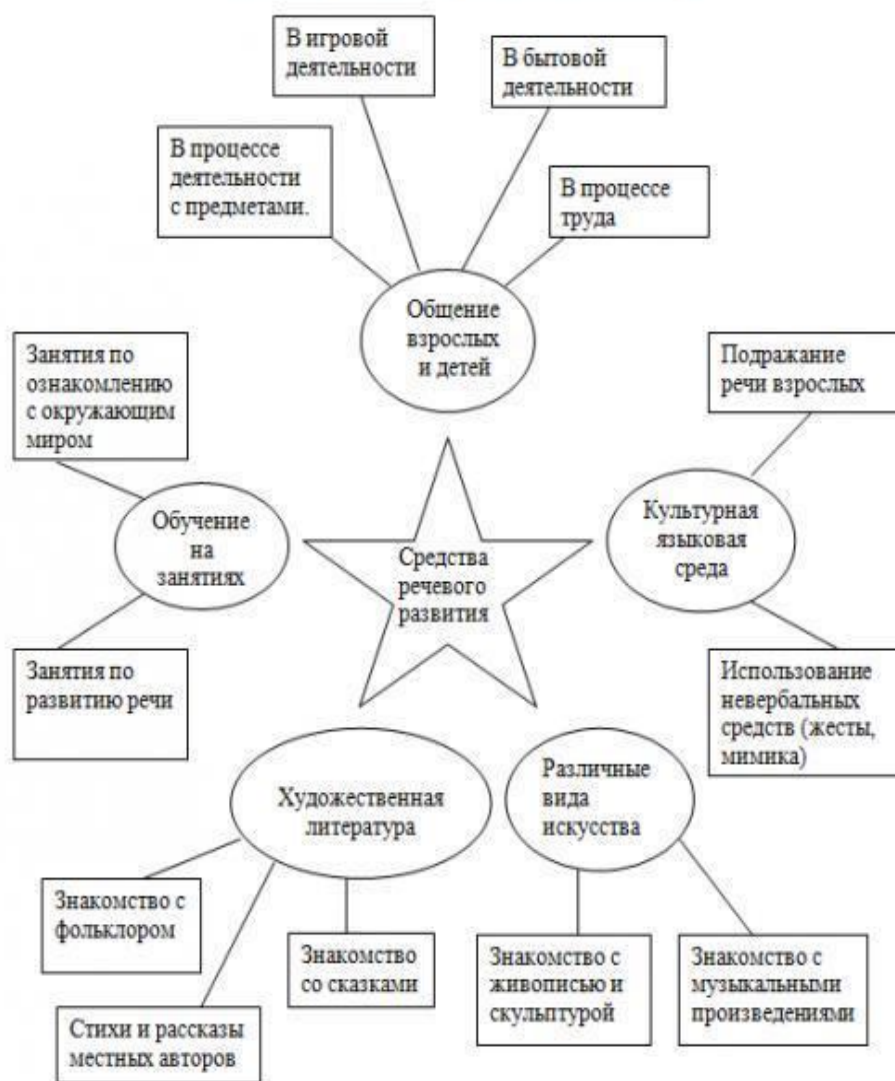 В игровой
деятельности
В бытовой
деятельности
В процессе
деятельности
с предметами.
В процессе
труда
Общение
взрослых
и детей
Занятия по
ознакомлению
с окружающим
миром
Подражание
речи взрослых
Обучение
на
занятиях
Культурная
языковая
среда
Средства
речевого
развития
Занятия по
развитию речи
Использование
невербальных
средств (жесты,
мимика)
Художественная
литература
Различные
вида
искусства
Знакомство с
фольклором
Знакомство
со сказками
Знакомство с
живописью и
скульптурой
Знакомство с
музыкальными
произведениями
Стихи и рассказы
местных авторов